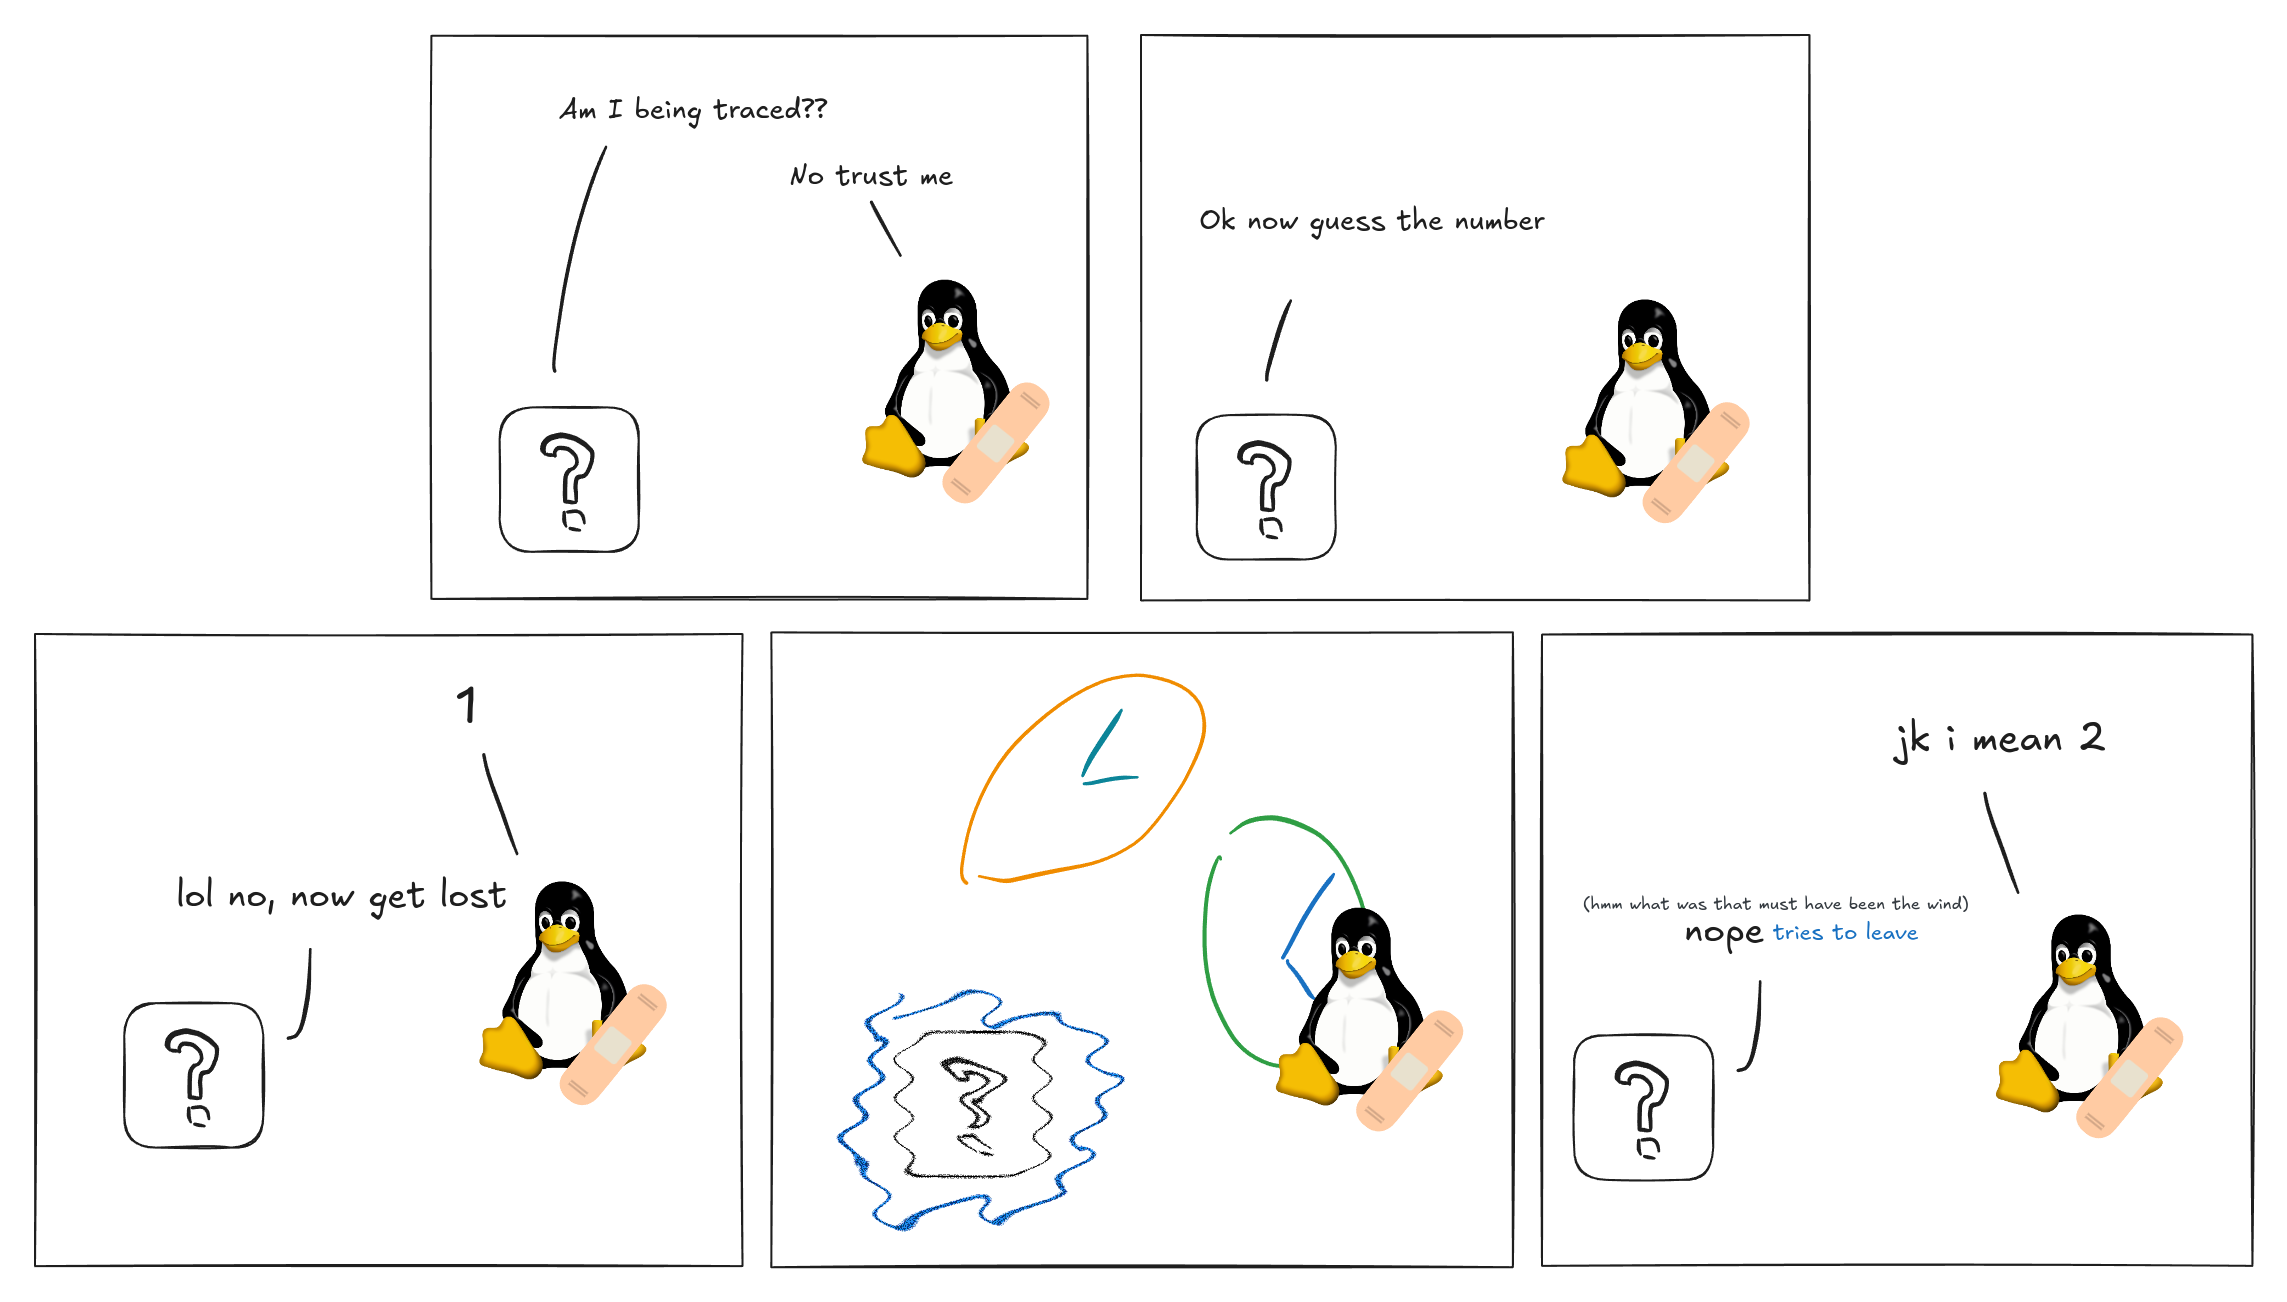 Am I being traced??
No trust me
Ok now guess the number
1
lol no, now get lost
jk i mean 2
(hmm what was that must have been the wind)
nope tries to leave